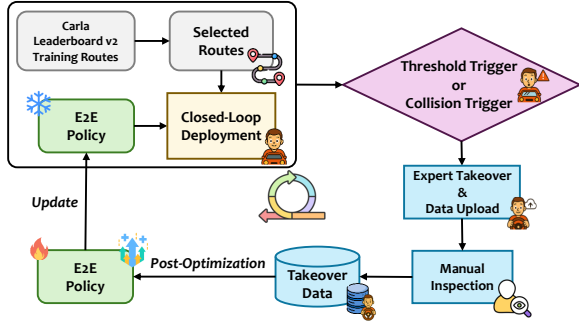 Carla
Leaderboard v2
Training Routes
Selected
Routes
E2E
Policy
Closed-Loop
Deployment
Threshold Trigger
or
Collision Trigger
Expert Takeover
&
Data Upload
Update
E2E
Policy
Post-Optimization
Takeover
Data
Manual
Inspection